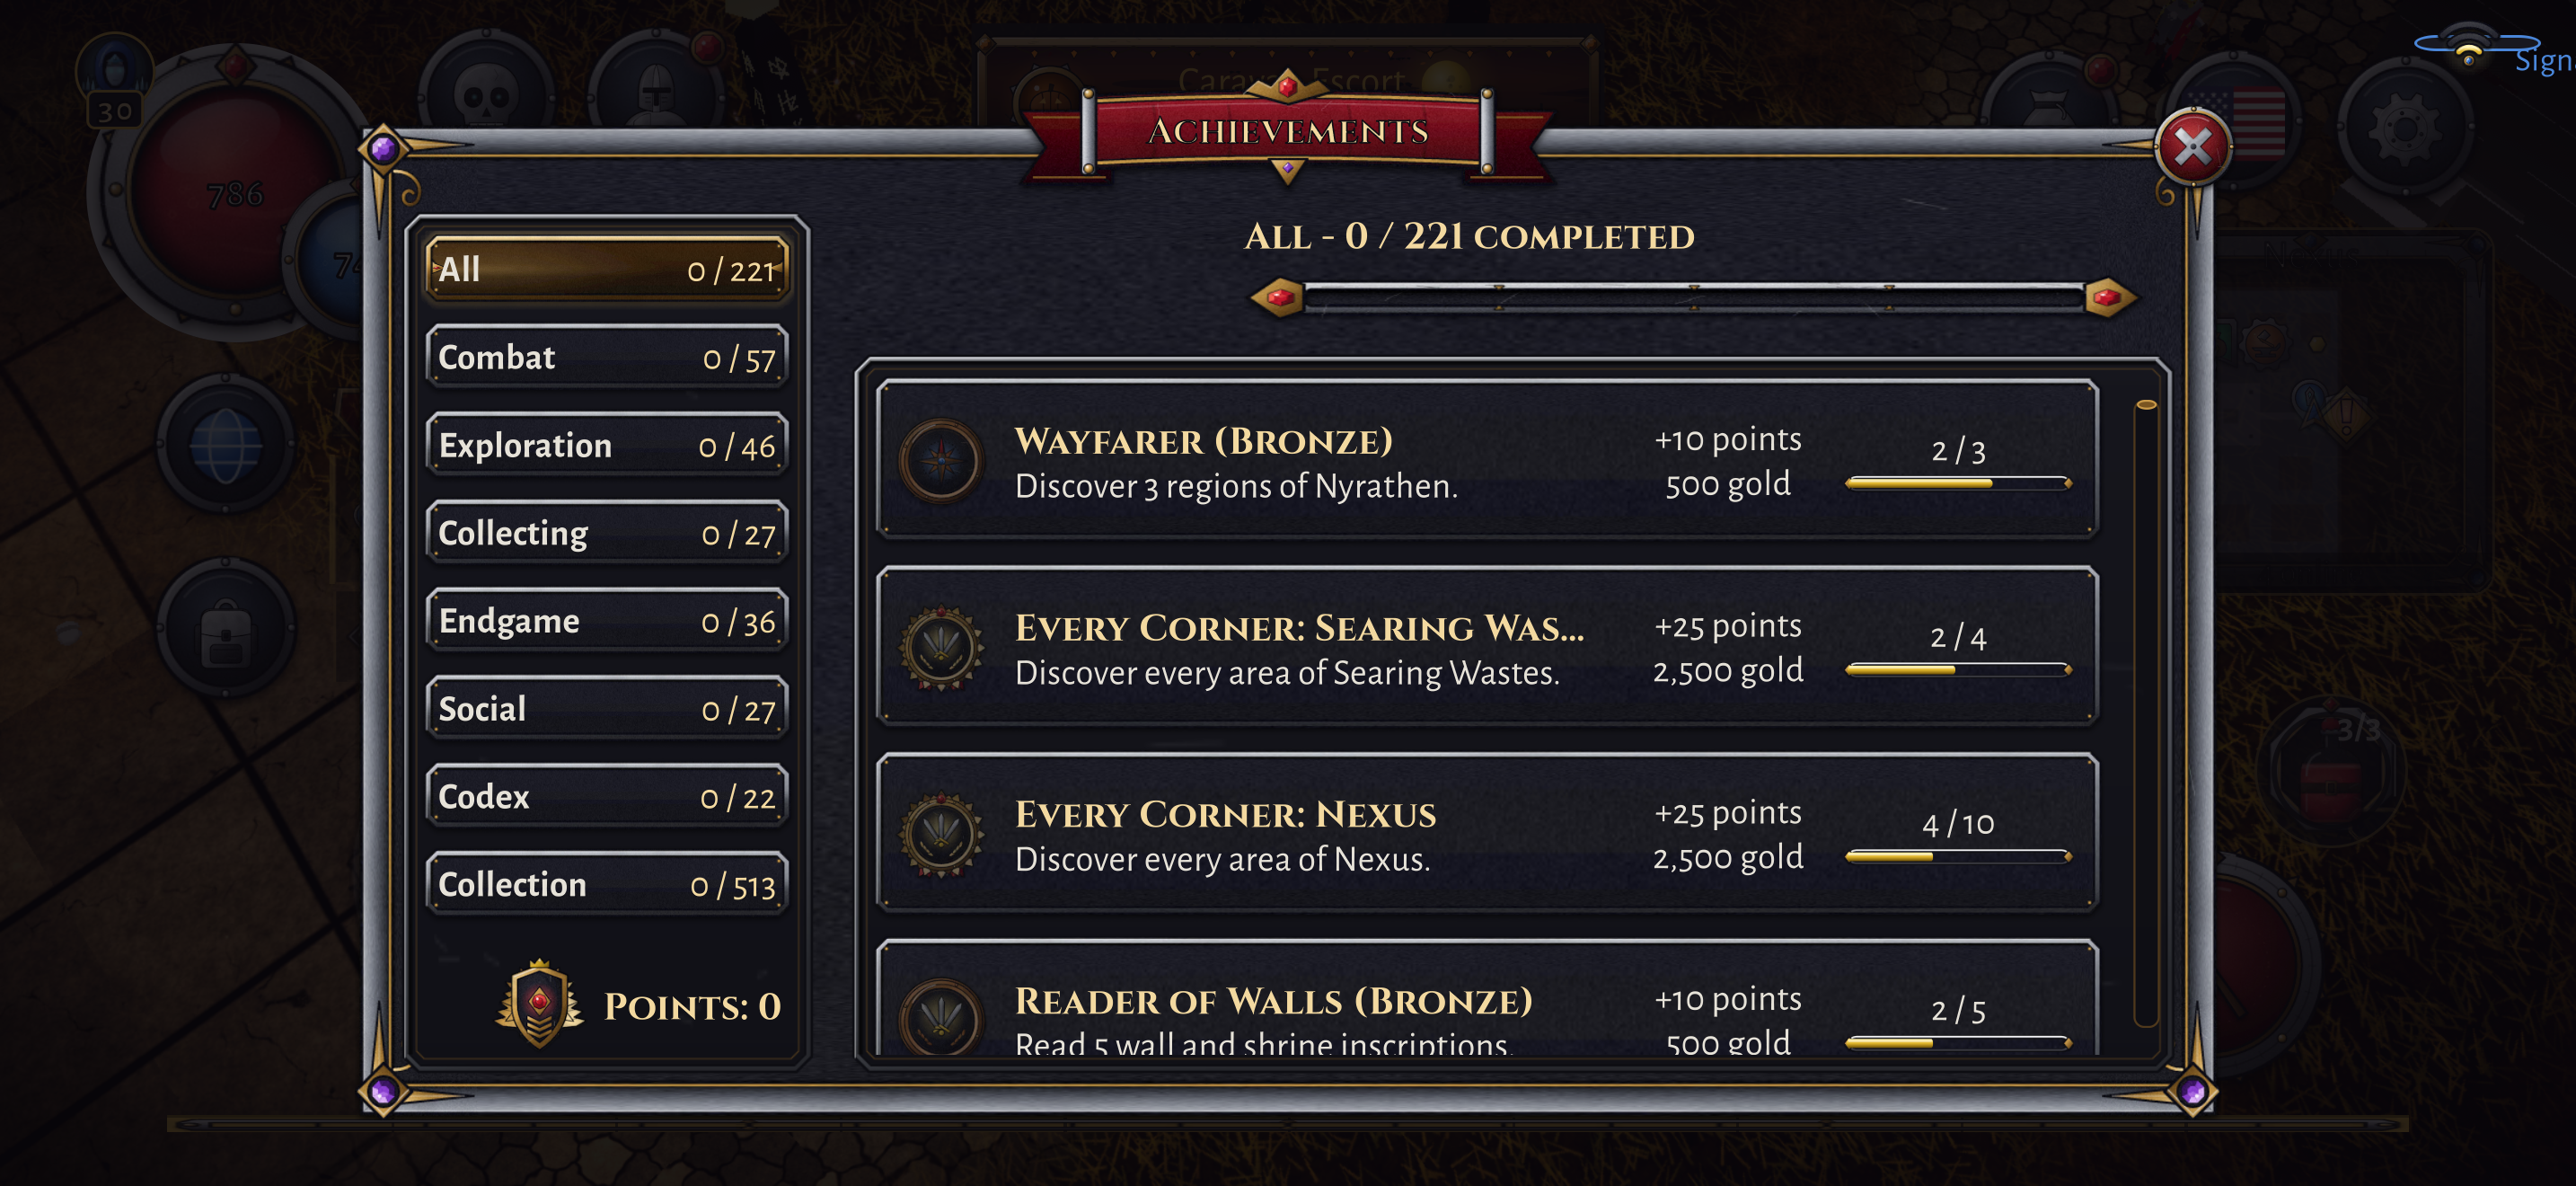 30
786
74
Caravan Escort
Signa
ACHIEVEMENTS
All 0 / 221
Combat 0 / 57
Exploration 0 / 46
Collecting 0 / 27
Endgame 0 / 36
Social 0 / 27
Codex 0 / 22
Collection 0 / 513
POINTS: 0
ALL - 0 / 221 COMPLETED
WAYFARER (BRONZE)
Discover 3 regions of Nyrathen.
+10 points
500 gold
2 / 3
EVERY CORNER: SEARING WAS...
Discover every area of Searing Wastes.
+25 points
2,500 gold
2 / 4
EVERY CORNER: NEXUS
Discover every area of Nexus.
+25 points
2,500 gold
4 / 10
READER OF WALLS (BRONZE)
Read 5 wall and shrine inscriptions.
+10 points
500 gold
2 / 5
3/3